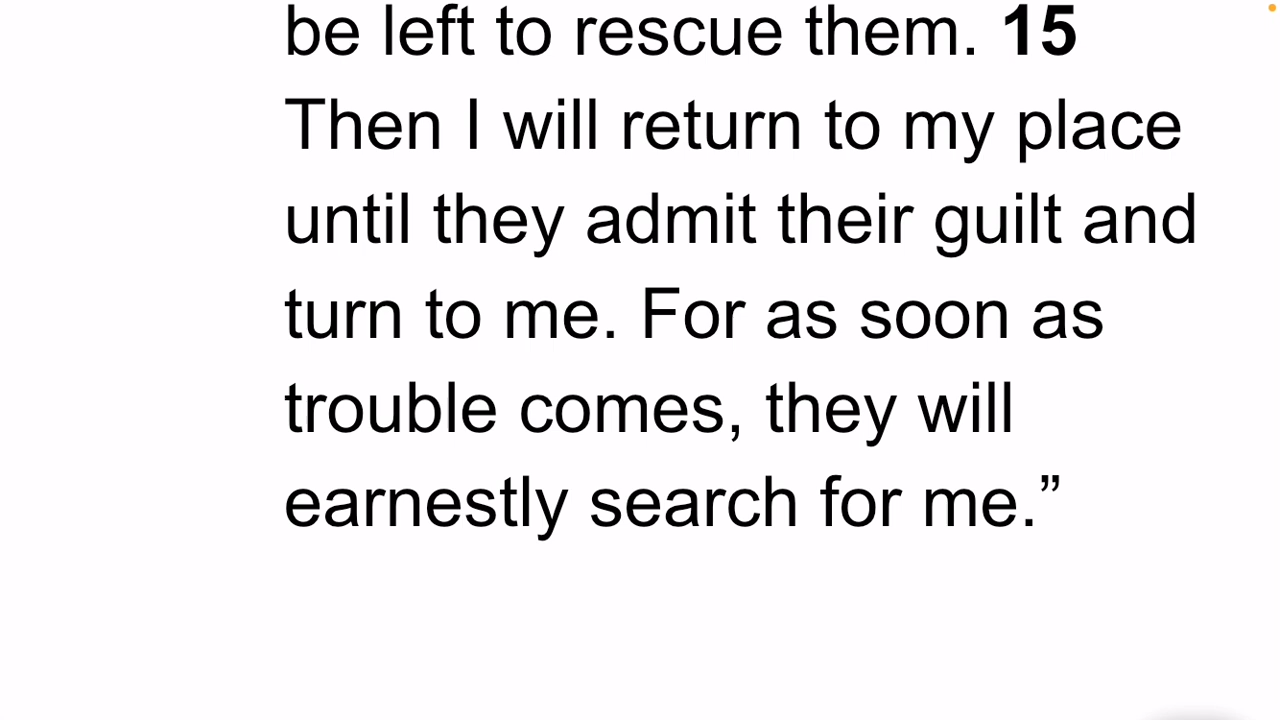 be left to rescue them. 15
Then I will return to my place
until they admit their guilt and
turn to me. For as soon as
trouble comes, they will
earnestly search for me.”